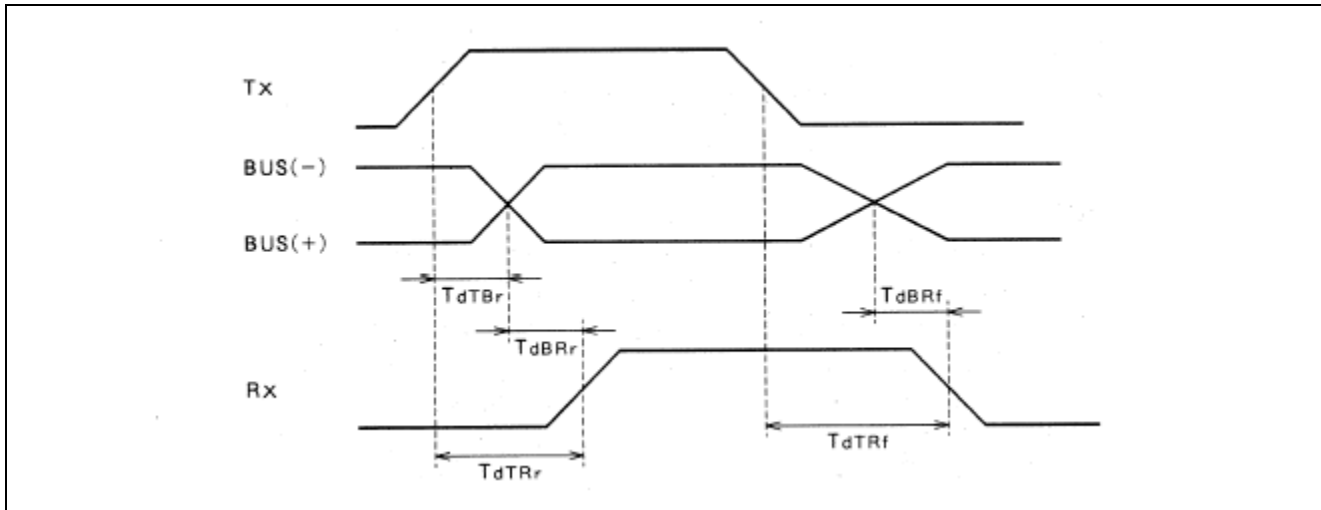 Tx
BUS(−)
BUS(+)
TdTBr
TdBRf
TdBRr
Rx
TdTRf
TdTRr